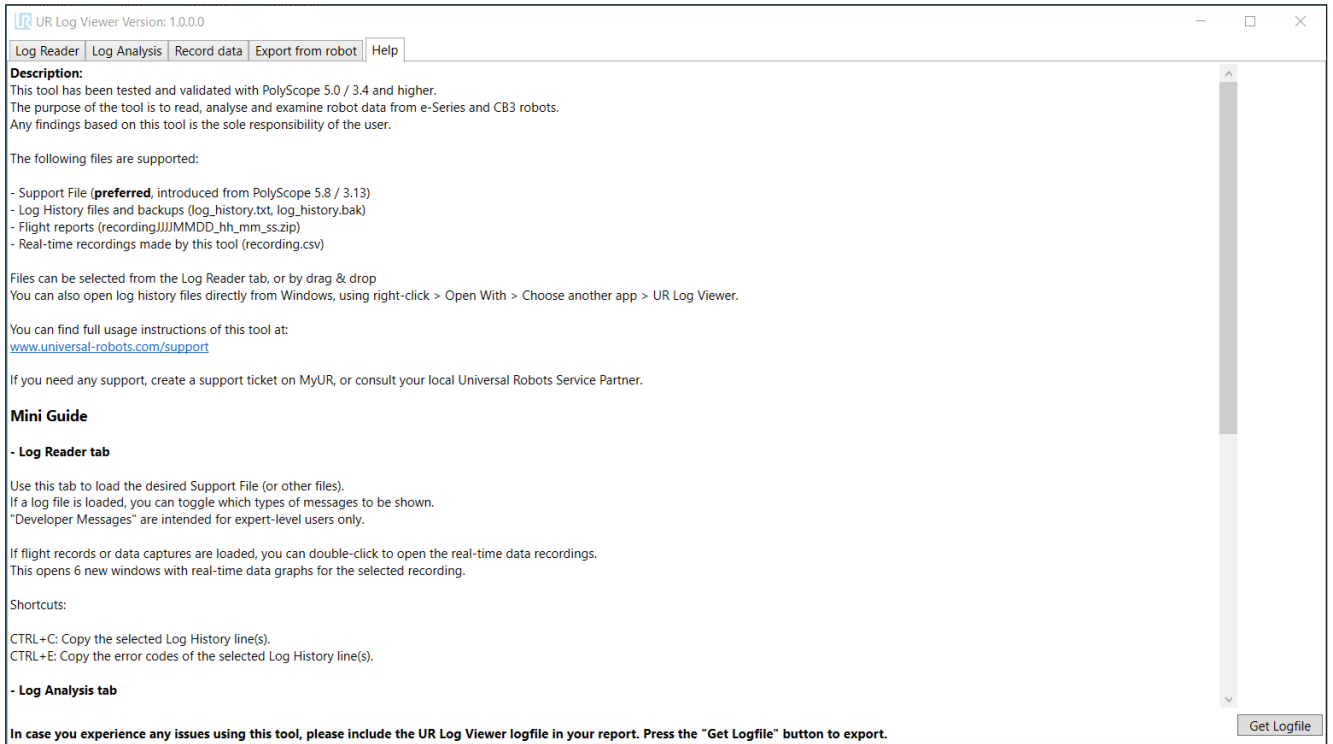 UR UR Log Viewer Version: 1.0.0.0
Log Reader Log Analysis Record data Export from robot Help
Description:
This tool has been tested and validated with PolyScope 5.0 / 3.4 and higher.
The purpose of the tool is to read, analyse and examine robot data from e-Series and CB3 robots.
Any findings based on this tool is the sole responsibility of the user.
The following files are supported:
- Support File (preferred, introduced from PolyScope 5.8 / 3.13)
- Log History files and backups (log_history.txt, log_history.bak)
- Flight reports (recordingJJJJMMDD_hh_mm_ss.zip)
- Real-time recordings made by this tool (recording.csv)
Files can be selected from the Log Reader tab, or by drag & drop
You can also open log history files directly from Windows, using right-click > Open With > Choose another app > UR Log Viewer.
You can find full usage instructions of this tool at:
www.universal-robots.com/support
If you need any support, create a support ticket on MyUR, or consult your local Universal Robots Service Partner.
Mini Guide
- Log Reader tab
Use this tab to load the desired Support File (or other files).
If a log file is loaded, you can toggle which types of messages to be shown.
"Developer Messages" are intended for expert-level users only.
If flight records or data captures are loaded, you can double-click to open the real-time data recordings.
This opens 6 new windows with real-time data graphs for the selected recording.
Shortcuts:
CTRL+C: Copy the selected Log History line(s).
CTRL+E: Copy the error codes of the selected Log History line(s).
- Log Analysis tab
Get Logfile
In case you experience any issues using this tool, please include the UR Log Viewer logfile in your report. Press the "Get Logfile" button to export.